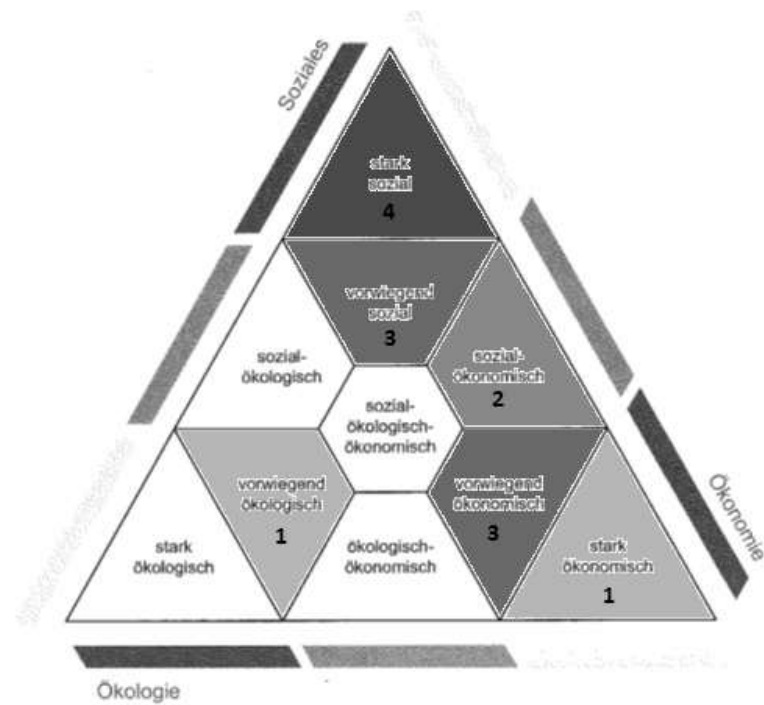 Soziales
stark
sozial
4
vorwiegend
sozial
3
sozial-
ökologisch
sozial-
ökonomisch
2
sozial-
ökologisch-
ökonomisch
vorwiegend
ökologisch
1
vorwiegend
ökonomisch
3
Ökonomie
stark
ökologisch
ökologisch-
ökonomisch
stark
ökonomisch
1
Ökologie